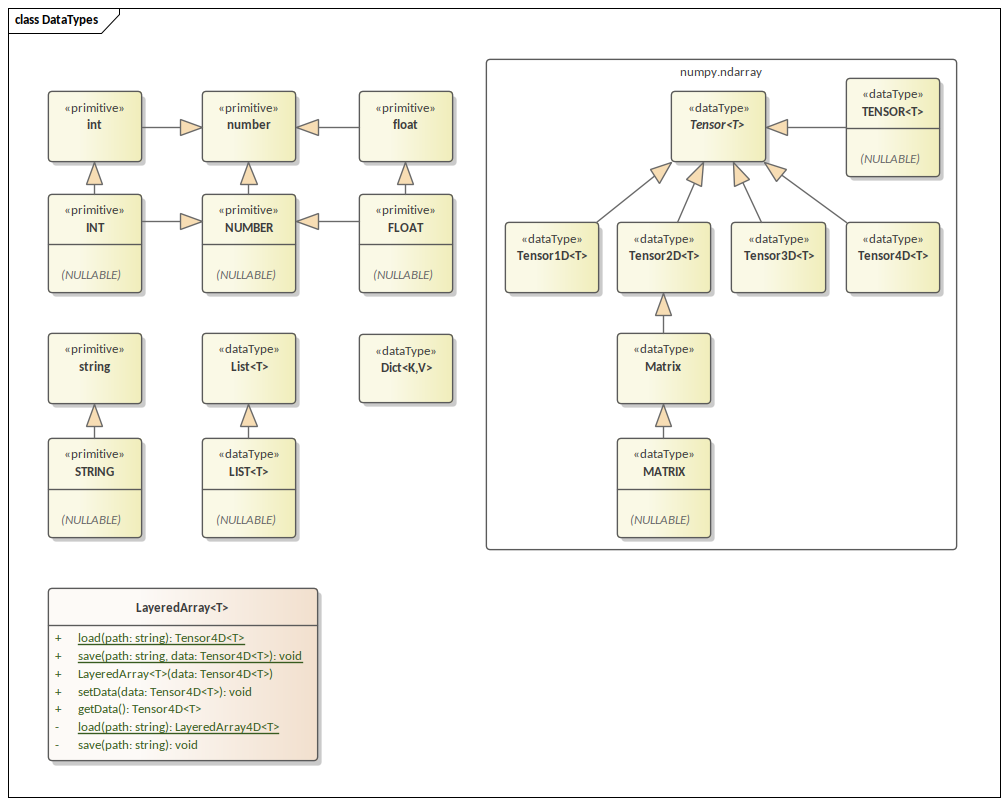 class DataTypes
«primitive»
int
«primitive»
number
«primitive»
float
«primitive»
INT
(NULLABLE)
«primitive»
NUMBER
(NULLABLE)
«primitive»
FLOAT
(NULLABLE)
«primitive»
string
«dataType»
List<T>
«dataType»
Dict<K,V>
«primitive»
STRING
(NULLABLE)
«dataType»
LIST<T>
(NULLABLE)
numpy.ndarray
«dataType»
Tensor<T>
«dataType»
TENSOR<T>
(NULLABLE)
«dataType»
Tensor1D<T>
«dataType»
Tensor2D<T>
«dataType»
Tensor3D<T>
«dataType»
Tensor4D<T>
«dataType»
Matrix
«dataType»
MATRIX
(NULLABLE)
LayeredArray<T>
+ load(path: string): Tensor4D<T>
+ save(path: string, data: Tensor4D<T>): void
+ LayeredArray<T>(data: Tensor4D<T>)
+ setData(data: Tensor4D<T>): void
+ getData(): Tensor4D<T>
- load(path: string): LayeredArray4D<T>
- save(path: string): void